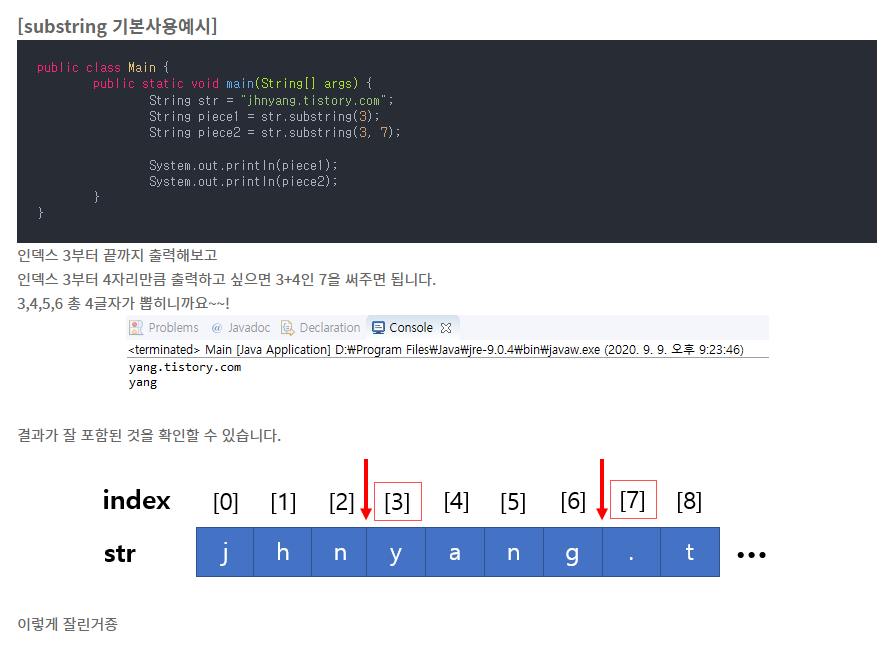 [substring 기본사용예시]
public class Main {
public static void main(String[] args) {
String str = "jhnyang.tistory.com";
String piece1 = str.substring(3);
String piece2 = str.substring(3, 7);
System.out.println(piece1);
System.out.println(piece2);
}
}
인덱스 3부터 끝까지 출력해보고
인덱스 3부터 4자리만큼 출력하고 싶으면 3+4인 7을 써주면 됩니다.
3,4,5,6 총 4글자가 뽑히니까요~~!
Problems @ Javadoc Declaration Console
<terminated> Main [Java Application] D:₩Program Files₩Java₩jre-9.0.4₩bin₩javaw.exe (2020. 9. 9. 오후 9:23:46)
yang.tistory.com
yang
결과가 잘 포함된 것을 확인할 수 있습니다.
index [0] [1] [2] [3] [4] [5] [6] [7] [8]
str j h n y a n g . t •••
이렇게 잘린거죵